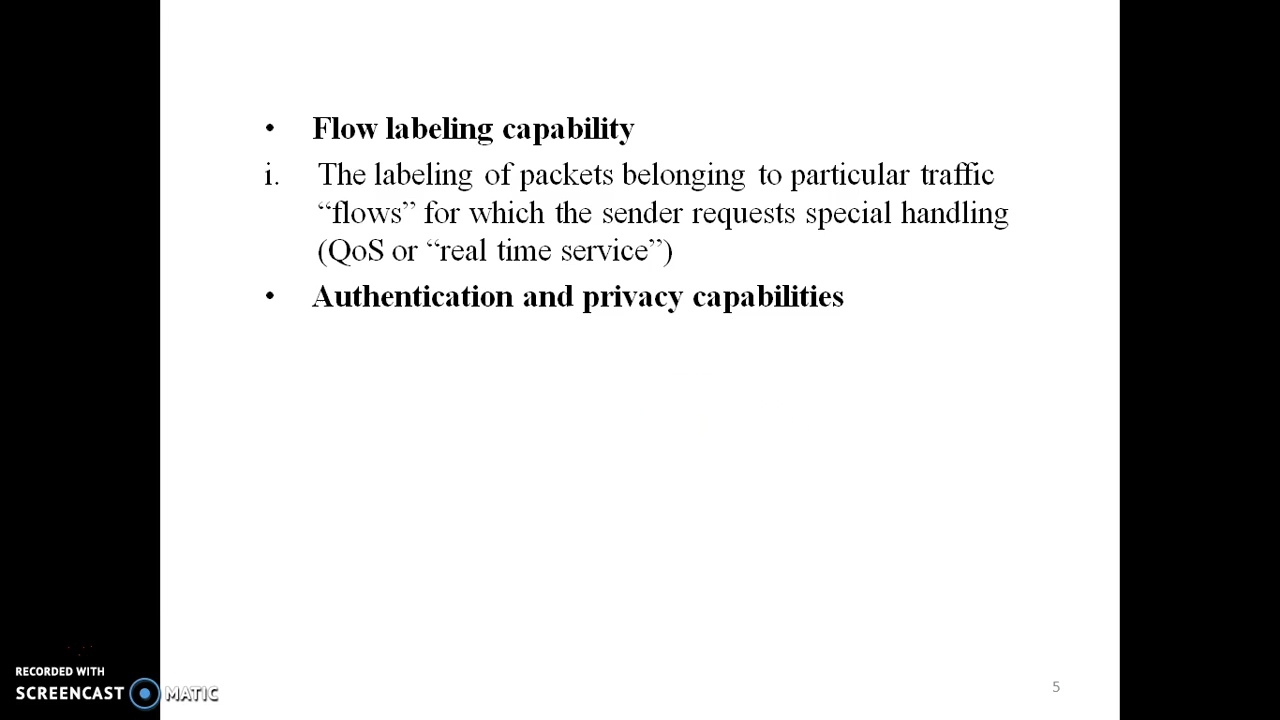 • Flow labeling capability
i. The labeling of packets belonging to particular traffic
“flows” for which the sender requests special handling
(QoS or “real time service”)
• Authentication and privacy capabilities
RECORDED WITH
SCREENCAST MATIC
5